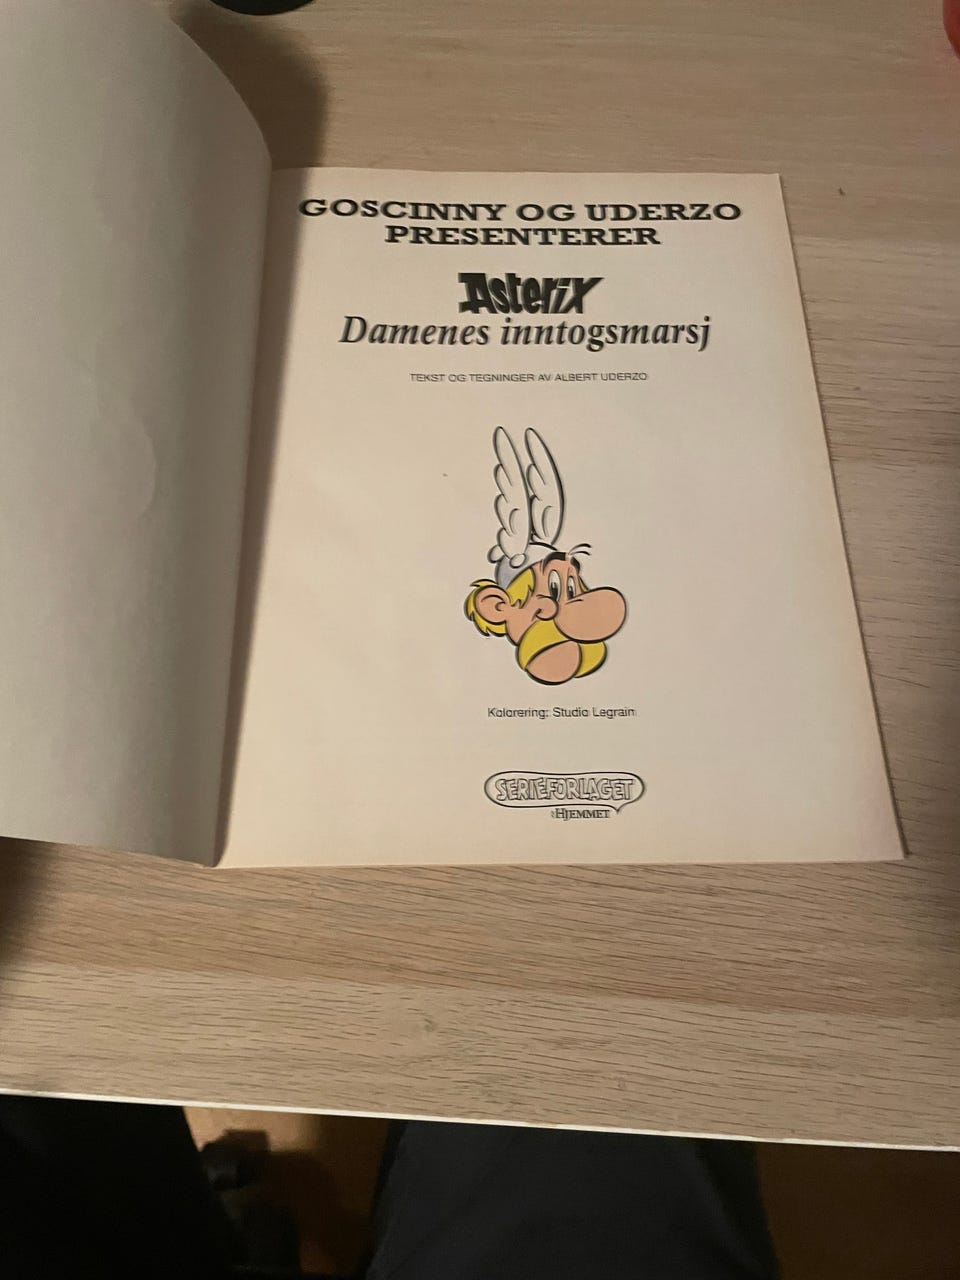 GOSCINNY OG UDERZO
PRESENTERER
Asterix
Damenes inntogsmarsj
TEKST OG TEGNINGER AV ALBERT UDERZO
Kolorering: Studio Legrain
SERIEFORLAGET
HJEMMET